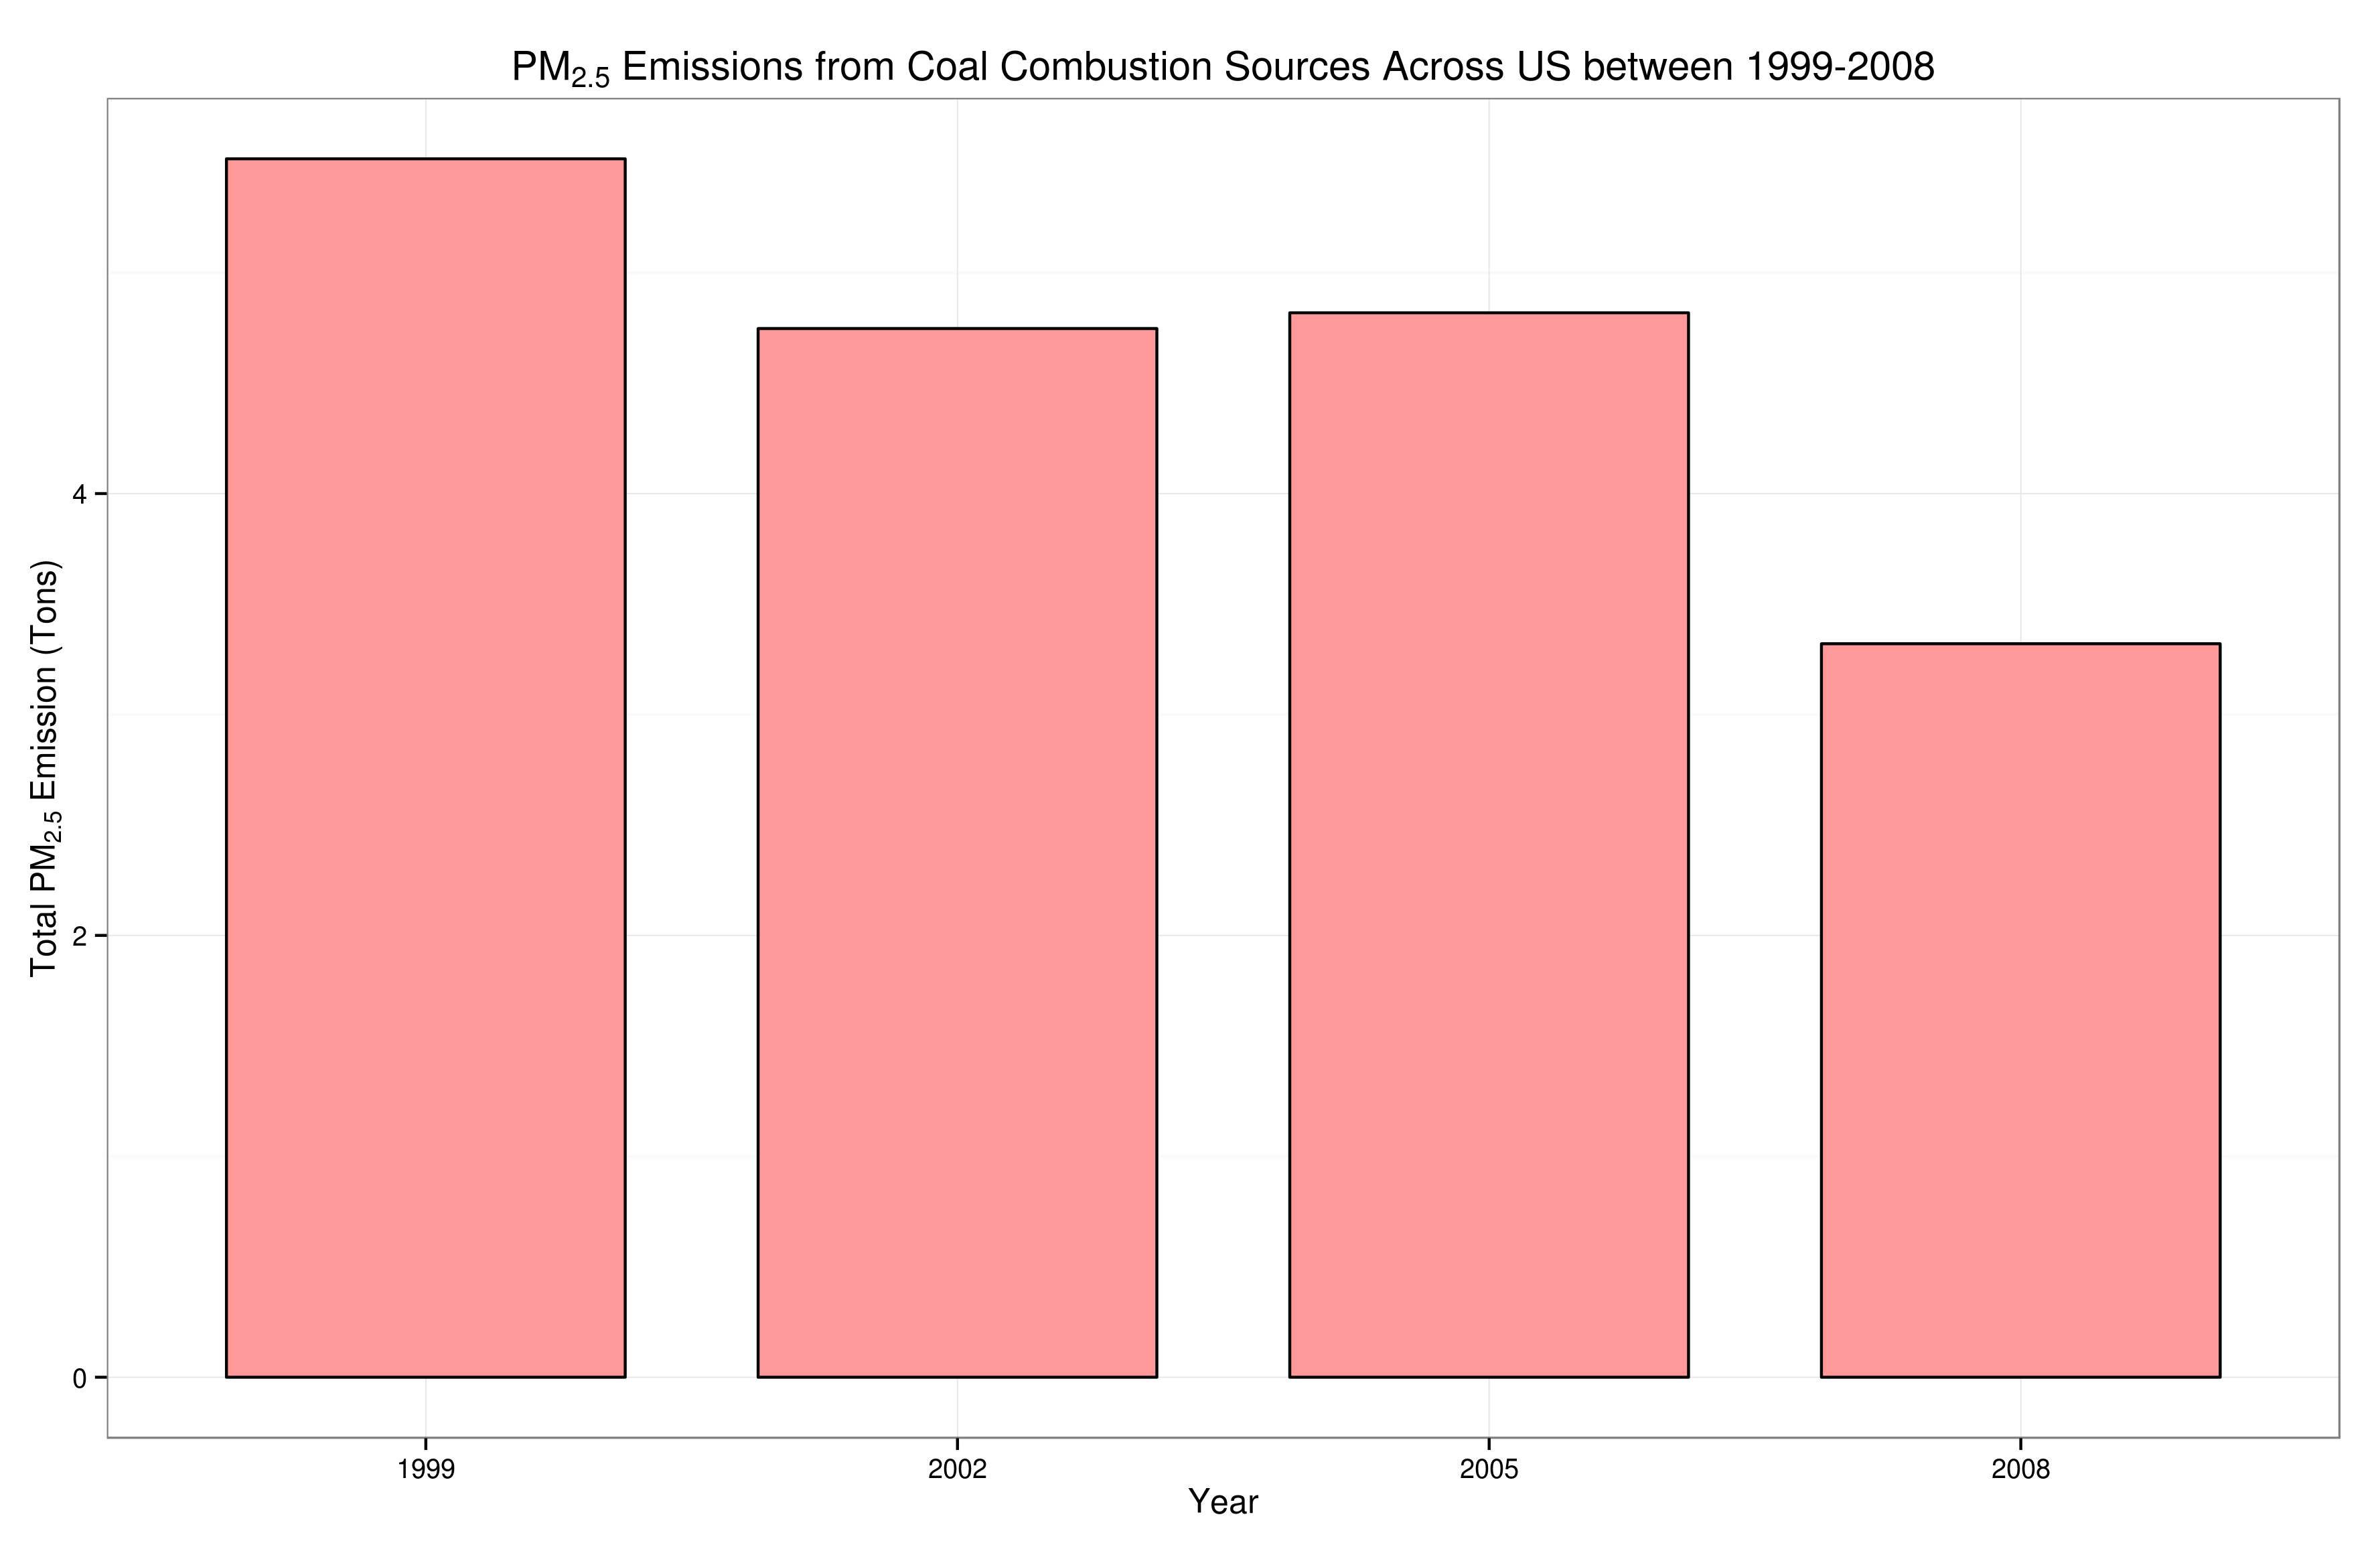 PM2.5 Emissions from Coal Combustion Sources Across US between 1999-2008
Total PM2.5 Emission (Tons)
4
2
0
1999 2002 2005 2008
Year